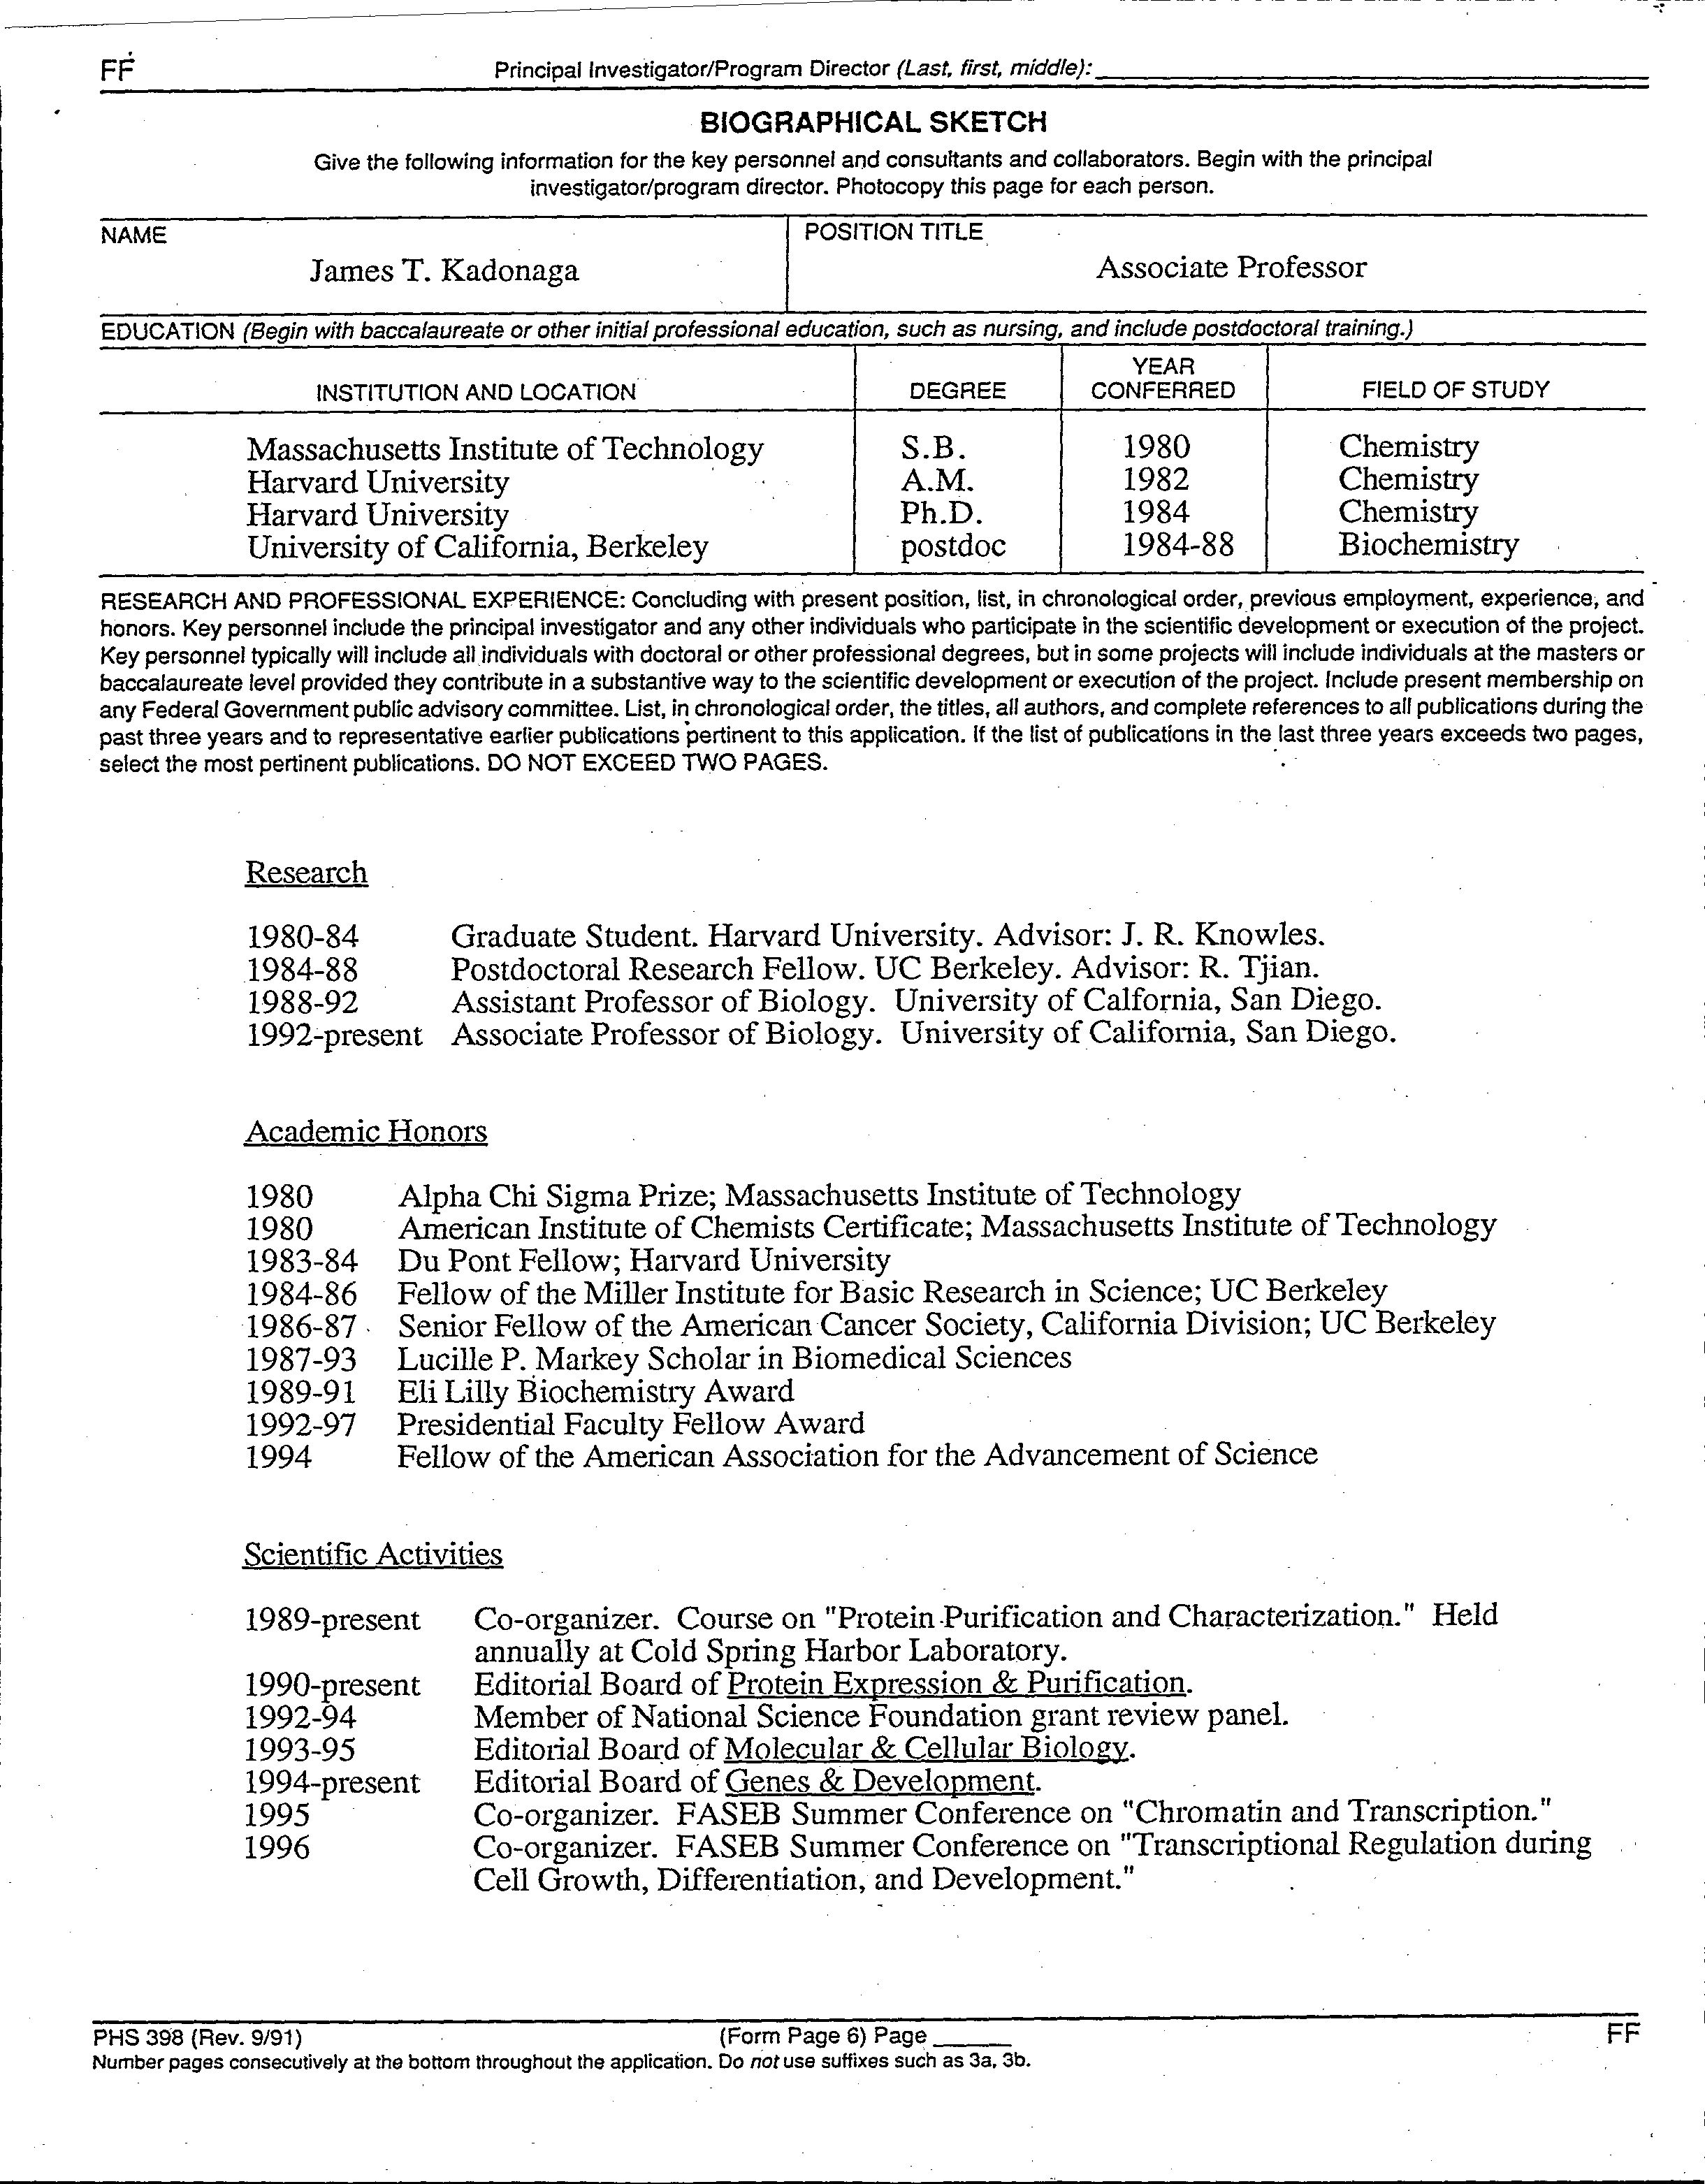 FF Principal Investigator/Program Director (Last, first, middle):
BIOGRAPHICAL SKETCH
Give the following information for the key personnel and consultants and collaborators. Begin with the principal
investigator/program director. Photocopy this page for each person.
NAME POSITION TITLE
James T. Kadonaga Associate Professor
EDUCATION (Begin with baccalaureate or other initial professional education, such as nursing, and include postdoctoral training.)
INSTITUTION AND LOCATION DEGREE YEAR CONFERRED FIELD OF STUDY
Massachusetts Institute of Technology S.B. 1980 Chemistry
Harvard University A.M. 1982 Chemistry
Harvard University Ph.D. 1984 Chemistry
University of California, Berkeley postdoc 1984-88 Biochemistry
RESEARCH AND PROFESSIONAL EXPERIENCE: Concluding with present position, list, in chronological order, previous employment, experience, and
honors. Key personnel include the principal investigator and any other individuals who participate in the scientific development or execution of the project.
Key personnel typically will include all individuals with doctoral or other professional degrees, but in some projects will include individuals at the masters or
baccalaureate level provided they contribute in a substantive way to the scientific development or execution of the project. Include present membership on
any Federal Government public advisory committee. List, in chronological order, the titles, all authors, and complete references to all publications during the
past three years and to representative earlier publications pertinent to this application. If the list of publications in the last three years exceeds two pages,
select the most pertinent publications. DO NOT EXCEED TWO PAGES.
Research
1980-84 Graduate Student. Harvard University. Advisor: J. R. Knowles.
1984-88 Postdoctoral Research Fellow. UC Berkeley. Advisor: R. Tjian.
1988-92 Assistant Professor of Biology. University of Calfornia, San Diego.
1992-present Associate Professor of Biology. University of California, San Diego.
Academic Honors
1980 Alpha Chi Sigma Prize; Massachusetts Institute of Technology
1980 American Institute of Chemists Certificate; Massachusetts Institute of Technology
1983-84 Du Pont Fellow; Harvard University
1984-86 Fellow of the Miller Institute for Basic Research in Science; UC Berkeley
1986-87 Senior Fellow of the American Cancer Society, California Division; UC Berkeley
1987-93 Lucille P. Markey Scholar in Biomedical Sciences
1989-91 Eli Lilly Biochemistry Award
1992-97 Presidential Faculty Fellow Award
1994 Fellow of the American Association for the Advancement of Science
Scientific Activities
1989-present Co-organizer. Course on "Protein Purification and Characterization." Held
annually at Cold Spring Harbor Laboratory.
1990-present Editorial Board of Protein Expression & Purification.
1992-94 Member of National Science Foundation grant review panel.
1993-95 Editorial Board of Molecular & Cellular Biology.
1994-present Editorial Board of Genes & Development.
1995 Co-organizer. FASEB Summer Conference on "Chromatin and Transcription."
1996 Co-organizer. FASEB Summer Conference on "Transcriptional Regulation during
Cell Growth, Differentiation, and Development."
PHS 398 (Rev. 9/91) (Form Page 6) Page FF
Number pages consecutively at the bottom throughout the application. Do not use suffixes such as 3a, 3b.